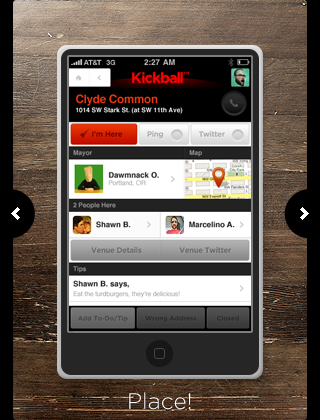 AT&T 3G 2:27 AM
Kickball™
Clyde Common
1014 SW Stark St. (at SW 11th Ave)
I'm Here Ping Twitter
Mayor Map
Dawmnack O.
Portland, OR
2 People Here
Shawn B. Marcelino A.
Venue Details Venue Twitter
Tips
Shawn B. says,
Eat the turdburgers, they're delicious!
Add To-Do/Tip Wrong Address Closed
Place!